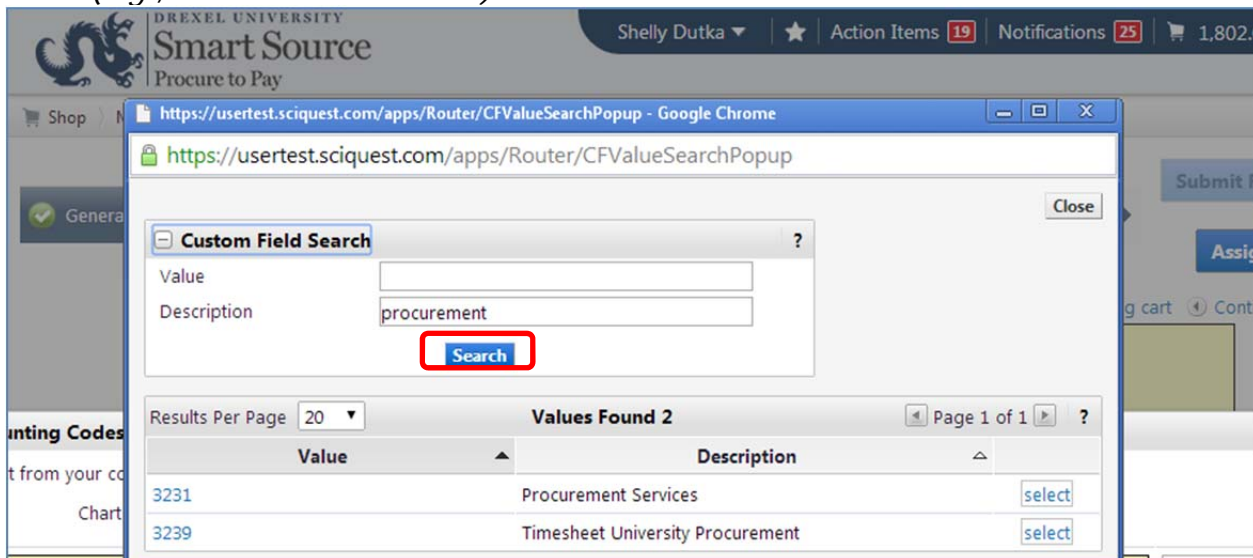 DREXEL UNIVERSITY
Smart Source
Procure to Pay
Shelly Dutka ▼ ★ Action Items 19 Notifications 25 1,802.
Shop
https://usertest.sciquest.com/apps/Router/CFValueSearchPopup - Google Chrome
https://usertest.sciquest.com/apps/Router/CFValueSearchPopup
Submit
Close
Genera
Custom Field Search ?
Assig
Value
Description procurement
g cart Cont
Search
Results Per Page 20 ▼ Values Found 2 Page 1 of 1 ?
unting Codes
Value ▲ Description △
t from your co
3231 Procurement Services select
Chart
3239 Timesheet University Procurement select